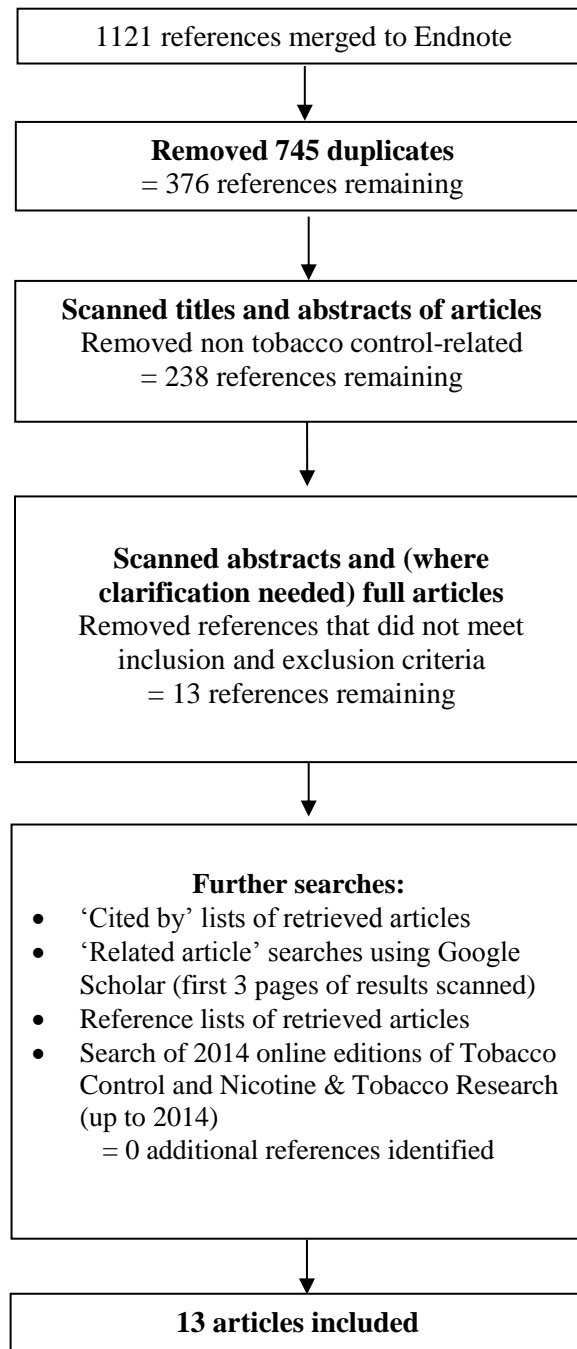 1121 references merged to Endnote
Removed 745 duplicates
= 376 references remaining
Scanned titles and abstracts of articles
Removed non tobacco control-related
= 238 references remaining
Scanned abstracts and (where
clarification needed) full articles
Removed references that did not meet
inclusion and exclusion criteria
= 13 references remaining
Further searches:
• ‘Cited by’ lists of retrieved articles
• ‘Related article’ searches using Google
Scholar (first 3 pages of results scanned)
• Reference lists of retrieved articles
• Search of 2014 online editions of Tobacco
Control and Nicotine & Tobacco Research
(up to 2014)
= 0 additional references identified
13 articles included